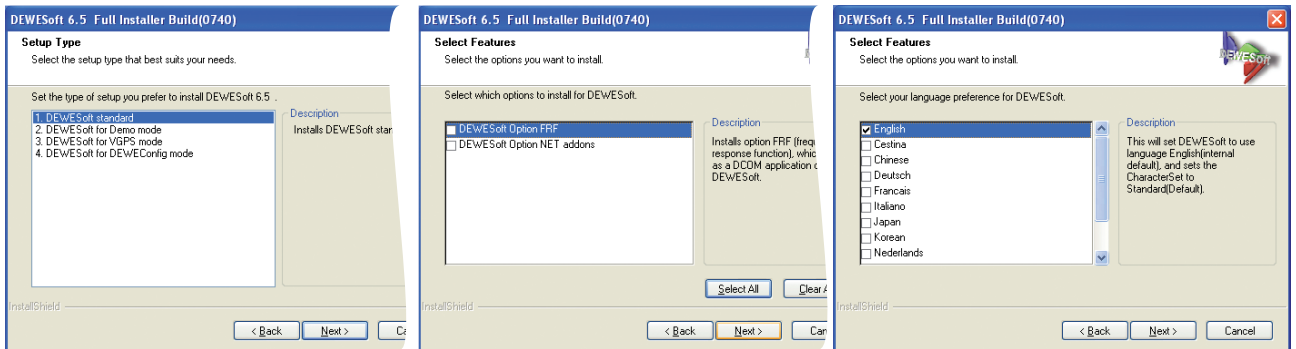 DEWESoft 6.5 Full Installer Build(0740)
Setup Type
Select the setup type that best suits your needs.
Set the type of setup you prefer to install DEWESoft 6.5 .
1. DEWESoft standard
2. DEWESoft for Demo mode
3. DEWESoft for VGPS mode
4. DEWESoft for DEWEConfig mode
Description
Installs DEWESoft star
InstallShield
< Back
Next >
Ca
DEWESoft 6.5 Full Installer Build(0740)
Select Features
Select the options you want to install.
Select which options to install for DEWESoft.
DEWESoft Option FRF
DEWESoft Option NET addons
Description
Installs option FRF (frequ
response function), whic
as a DCOM application o
DEWESoft.
Select All
Clear A
InstallShield
< Back
Next >
Can
DEWESoft 6.5 Full Installer Build(0740)
Select Features
Select the options you want to install.
DEWESoft
Select your language preference for DEWESoft.
English
Cestina
Chinese
Deutsch
Francais
Italiano
Japan
Korean
Nederlands
Description
This will set DEWESoft to use
language English(internal
default), and sets the
CharacterSet to
Standard(Default).
InstallShield
< Back
Next >
Cancel